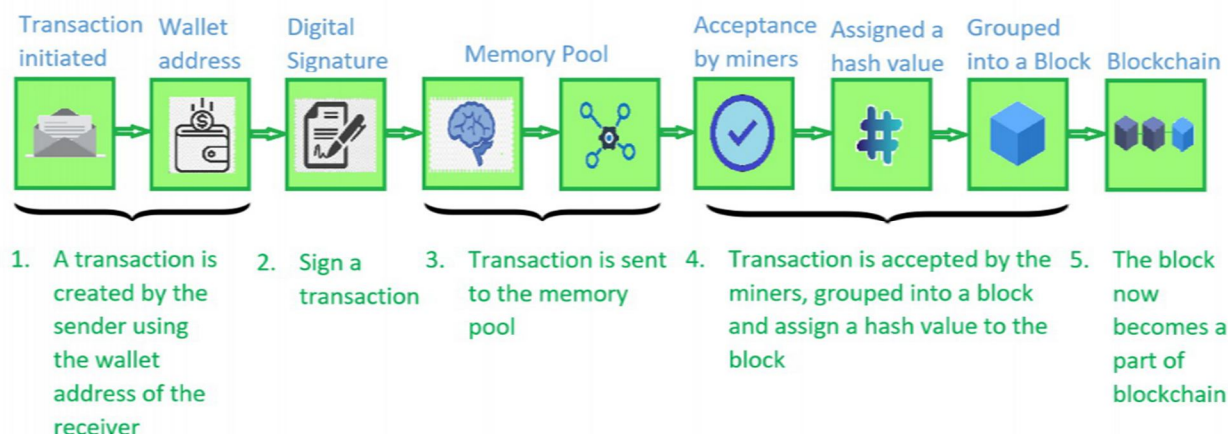 Transaction
initiated
Wallet
address
Digital
Signature
Memory Pool
Acceptance
by miners
Assigned a
hash value
Grouped
into a Block
Blockchain
1. A transaction is
created by the
sender using
the wallet
address of the
receiver
2. Sign a
transaction
3. Transaction is sent
to the memory
pool
4. Transaction is accepted by the
miners, grouped into a block
and assign a hash value to the
block
5. The block
now
becomes a
part of
blockchain